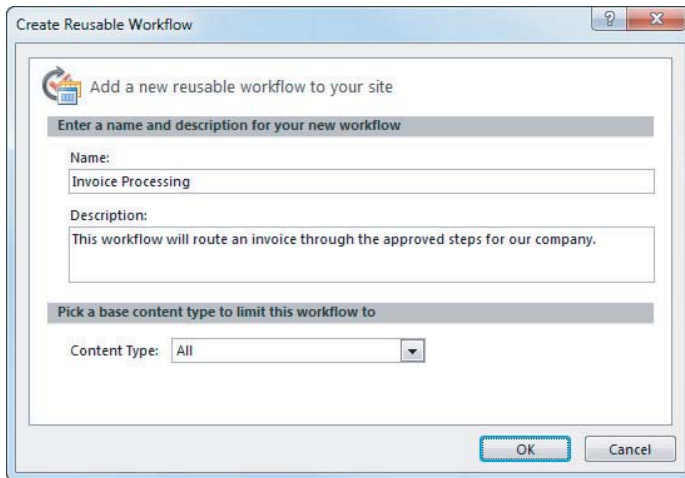 Create Reusable Workflow
?
Add a new reusable workflow to your site
Enter a name and description for your new workflow
Name:
Invoice Processing
Description:
This workflow will route an invoice through the approved steps for our company.
Pick a base content type to limit this workflow to
Content Type: All
OK Cancel